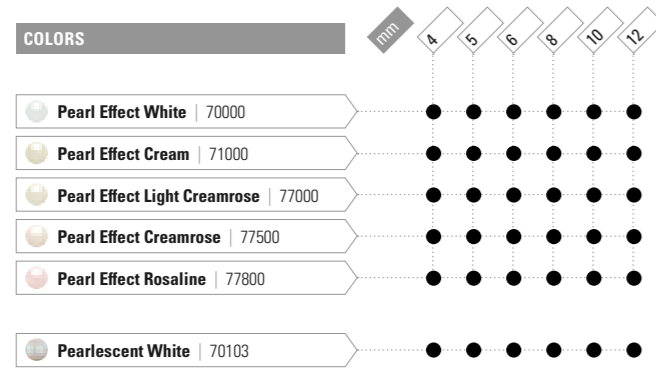 COLORS mm 4 5 6 8 10 12
Pearl Effect White | 70000
Pearl Effect Cream | 71000
Pearl Effect Light Creamrose | 77000
Pearl Effect Creamrose | 77500
Pearl Effect Rosaline | 77800
Pearlescent White | 70103